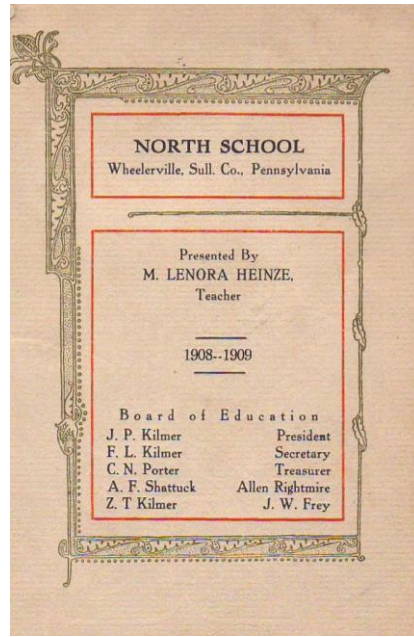 NORTH SCHOOL
Wheelerville, Sull. Co., Pennsylvania
Presented By
M. LENORA HEINZE,
Teacher
1908--1909
Board of Education
J. P. Kilmer President
F. L. Kilmer Secretary
C. N. Porter Treasurer
A. F. Shattuck Allen Rightmire
Z. T Kilmer J. W. Frey